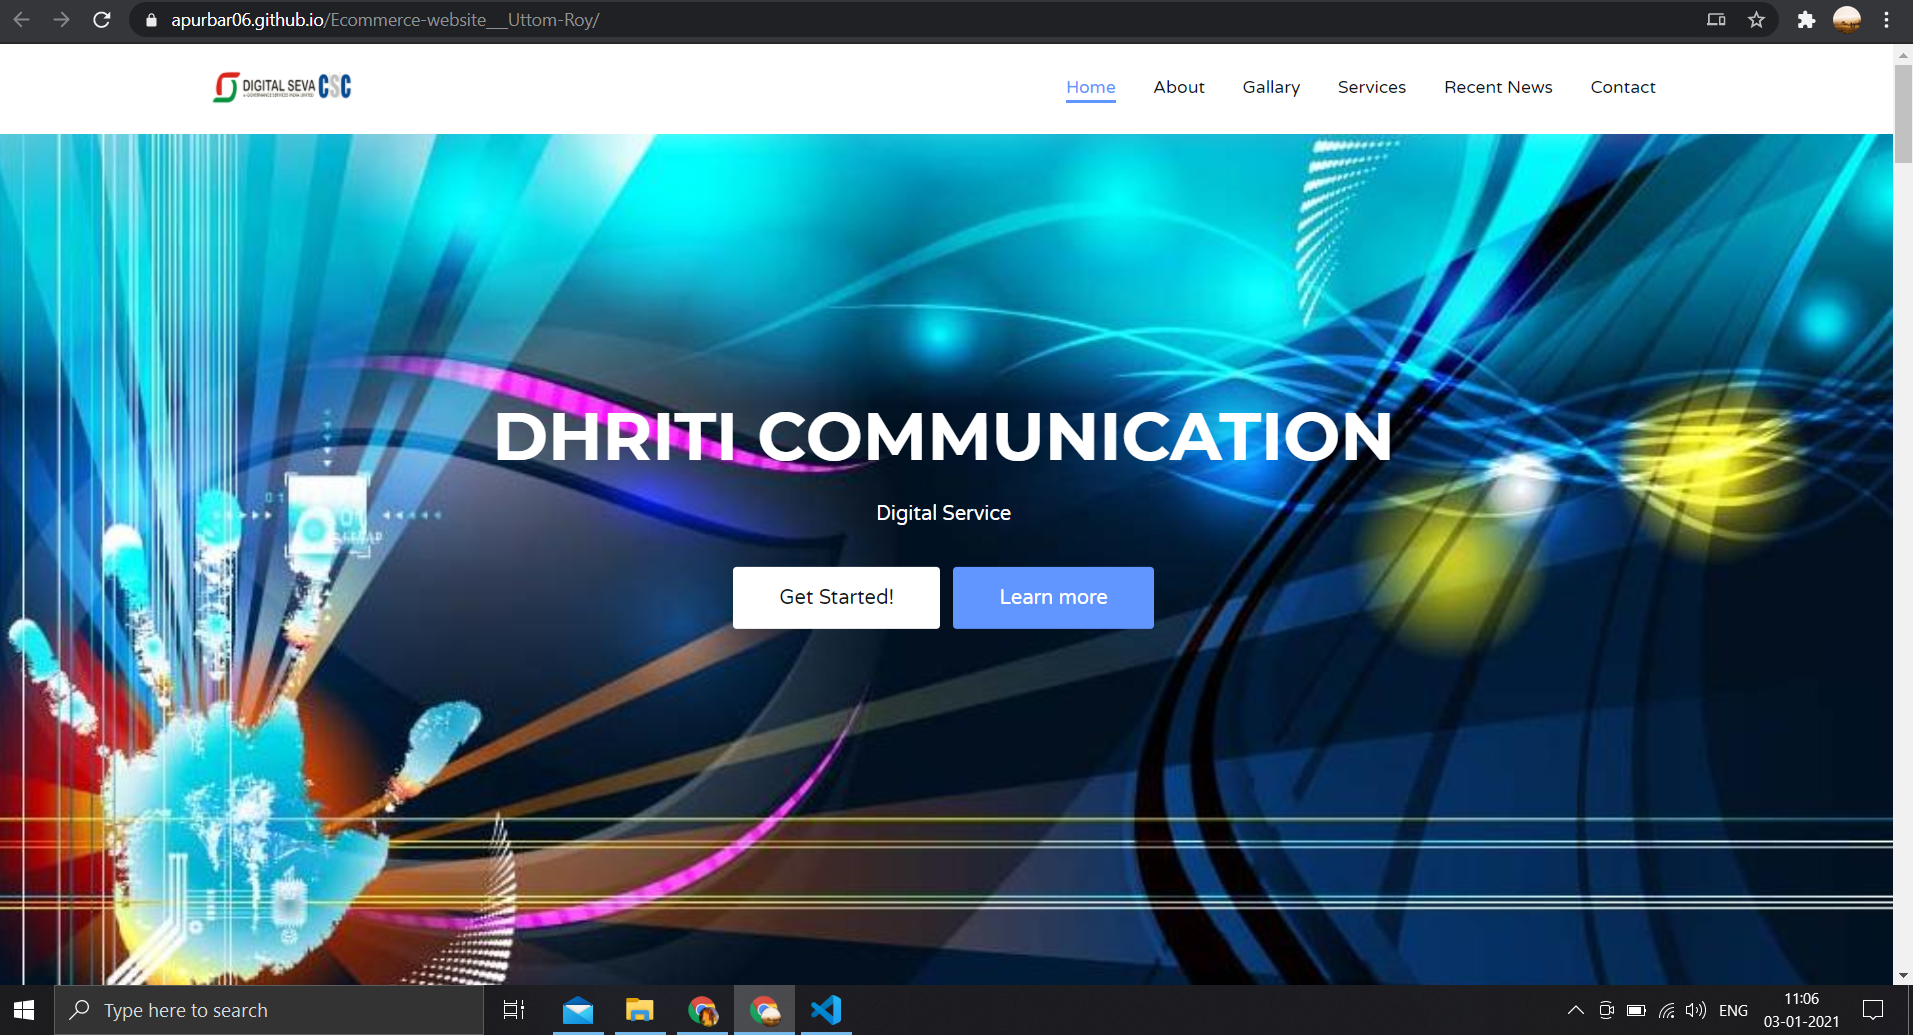 apurbar06.github.io/Ecommerce-website__Uttom-Roy/
DIGITAL SEVA CSC
Home About Gallary Services Recent News Contact
DHRITI COMMUNICATION
Digital Service
Get Started! Learn more
Type here to search
ENG
11:06
03-01-2021